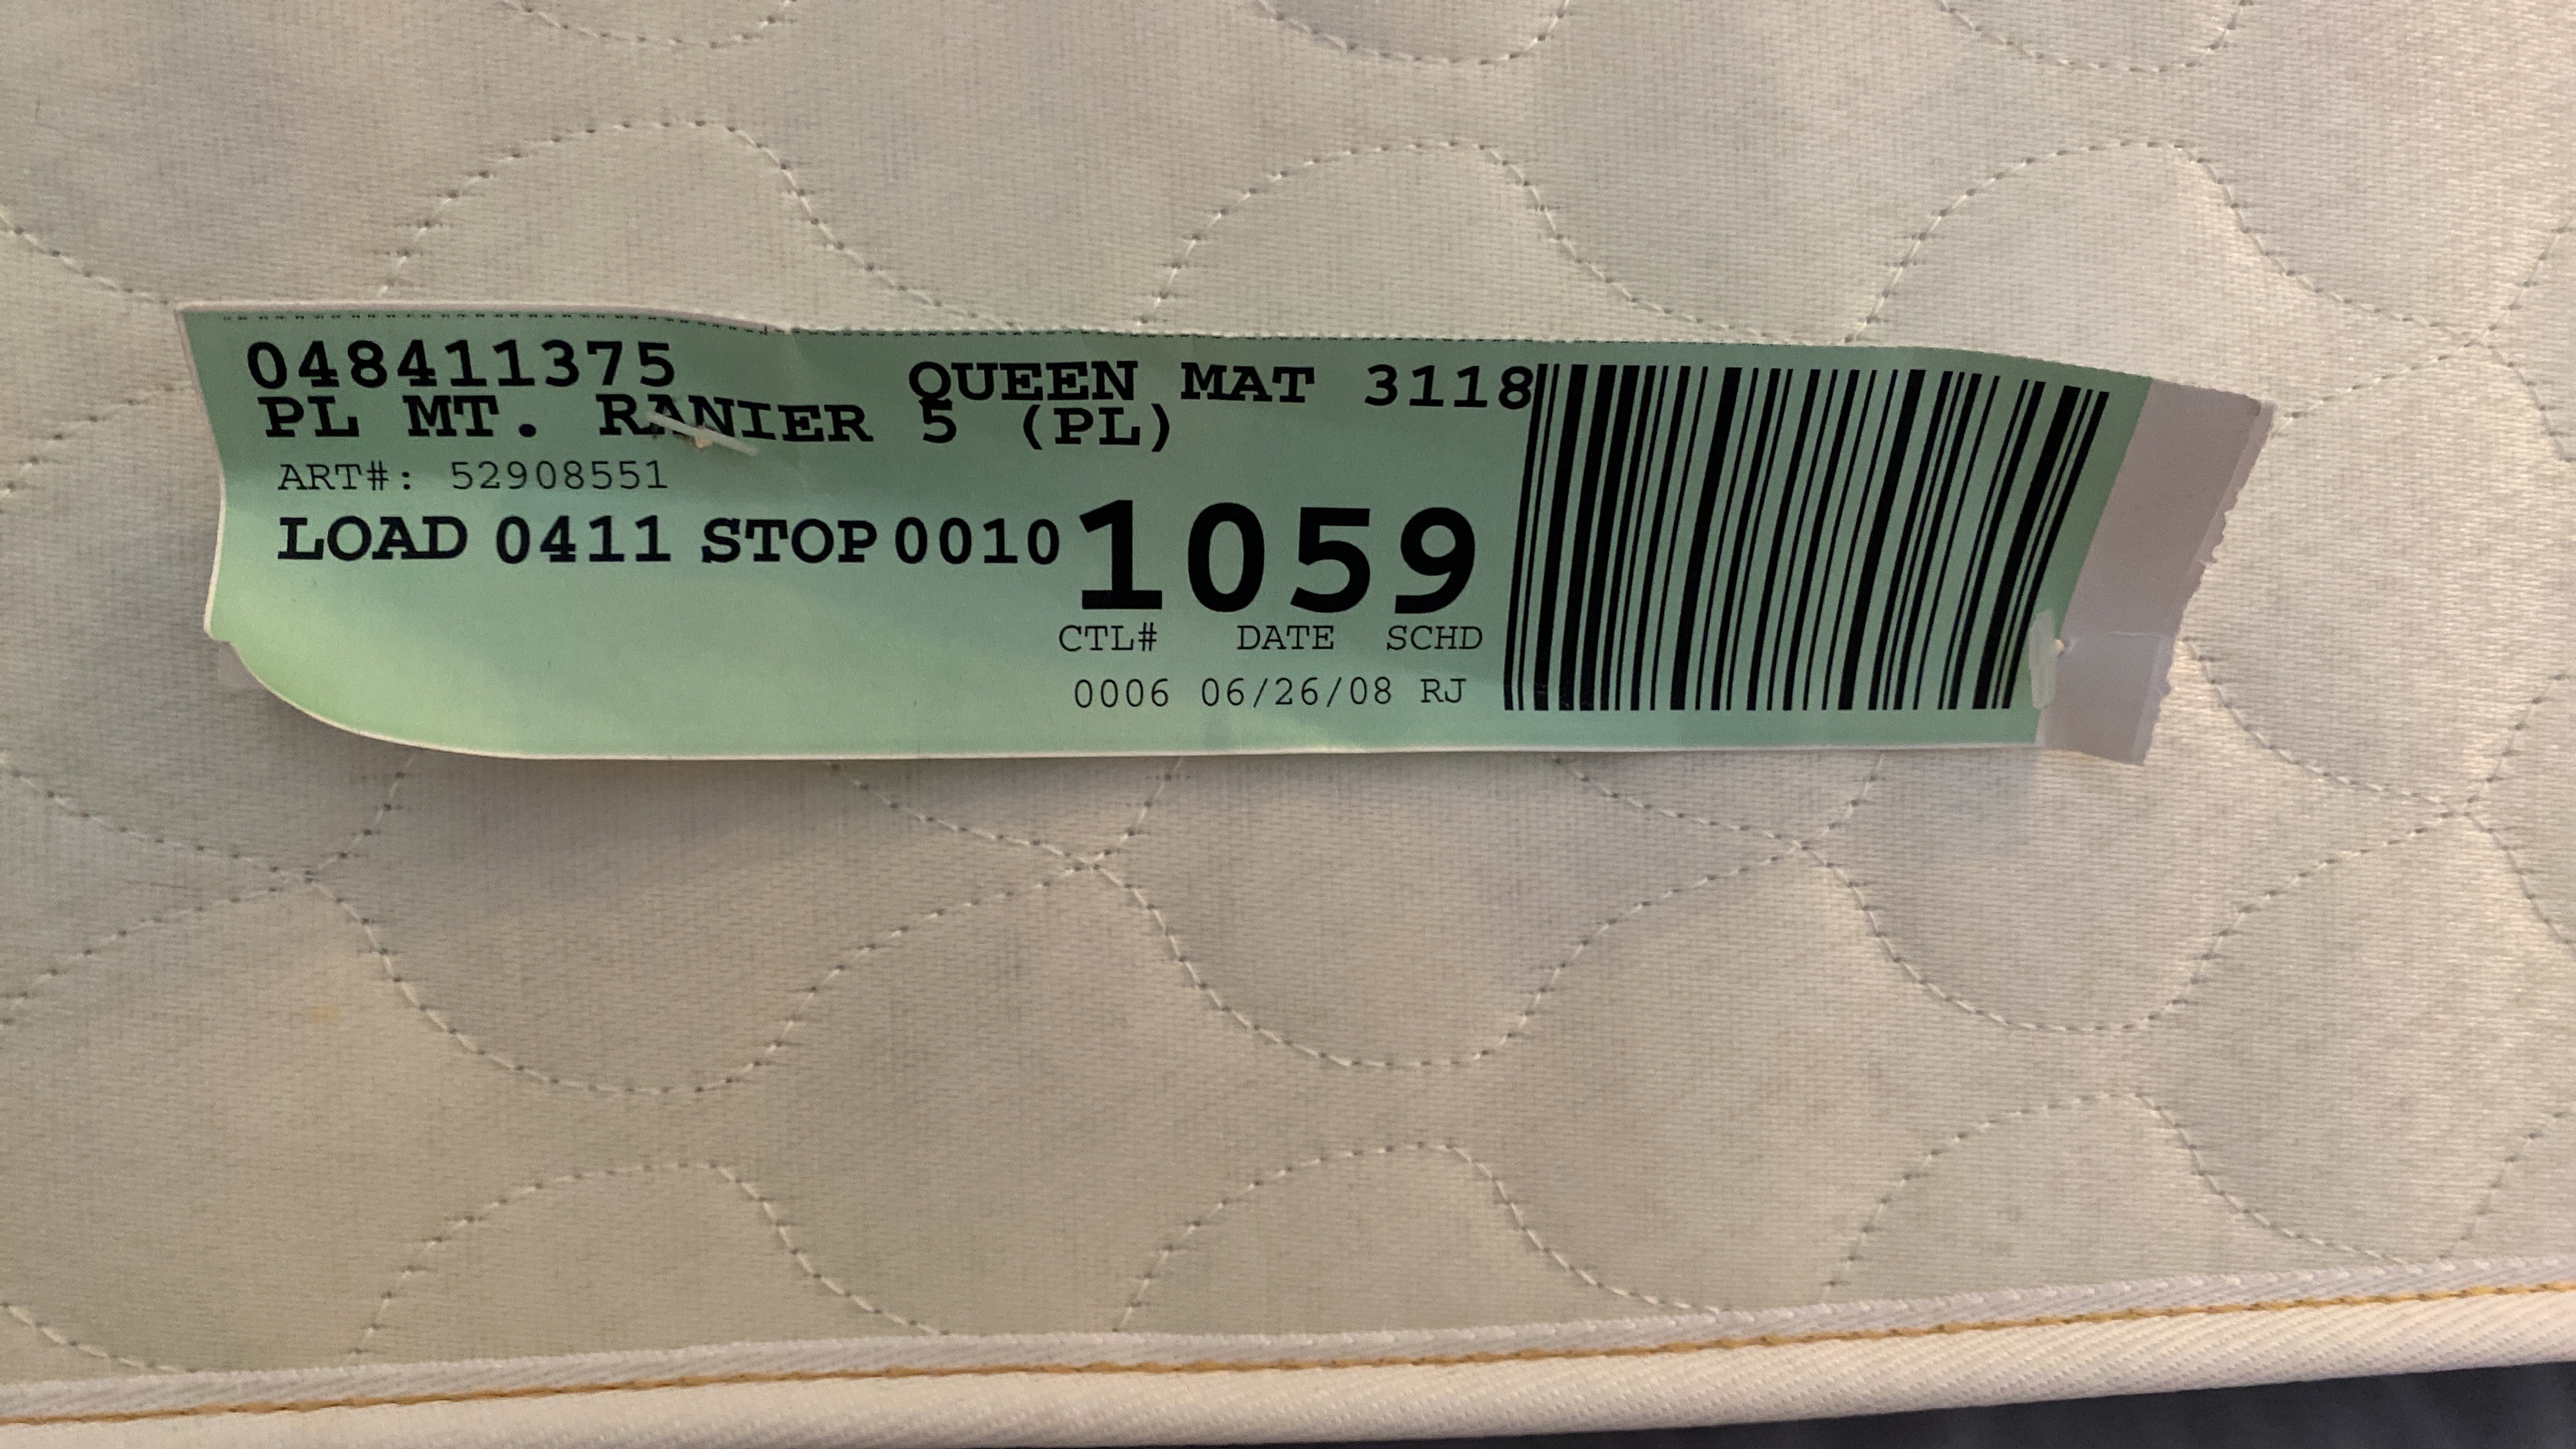 048411375 QUEEN MAT 3118
PL MT. RANIER 5 (PL)
ART#: 52908551
LOAD 0411 STOP 0010 1059
CTL# DATE SCHD
0006 06/26/08 RJ